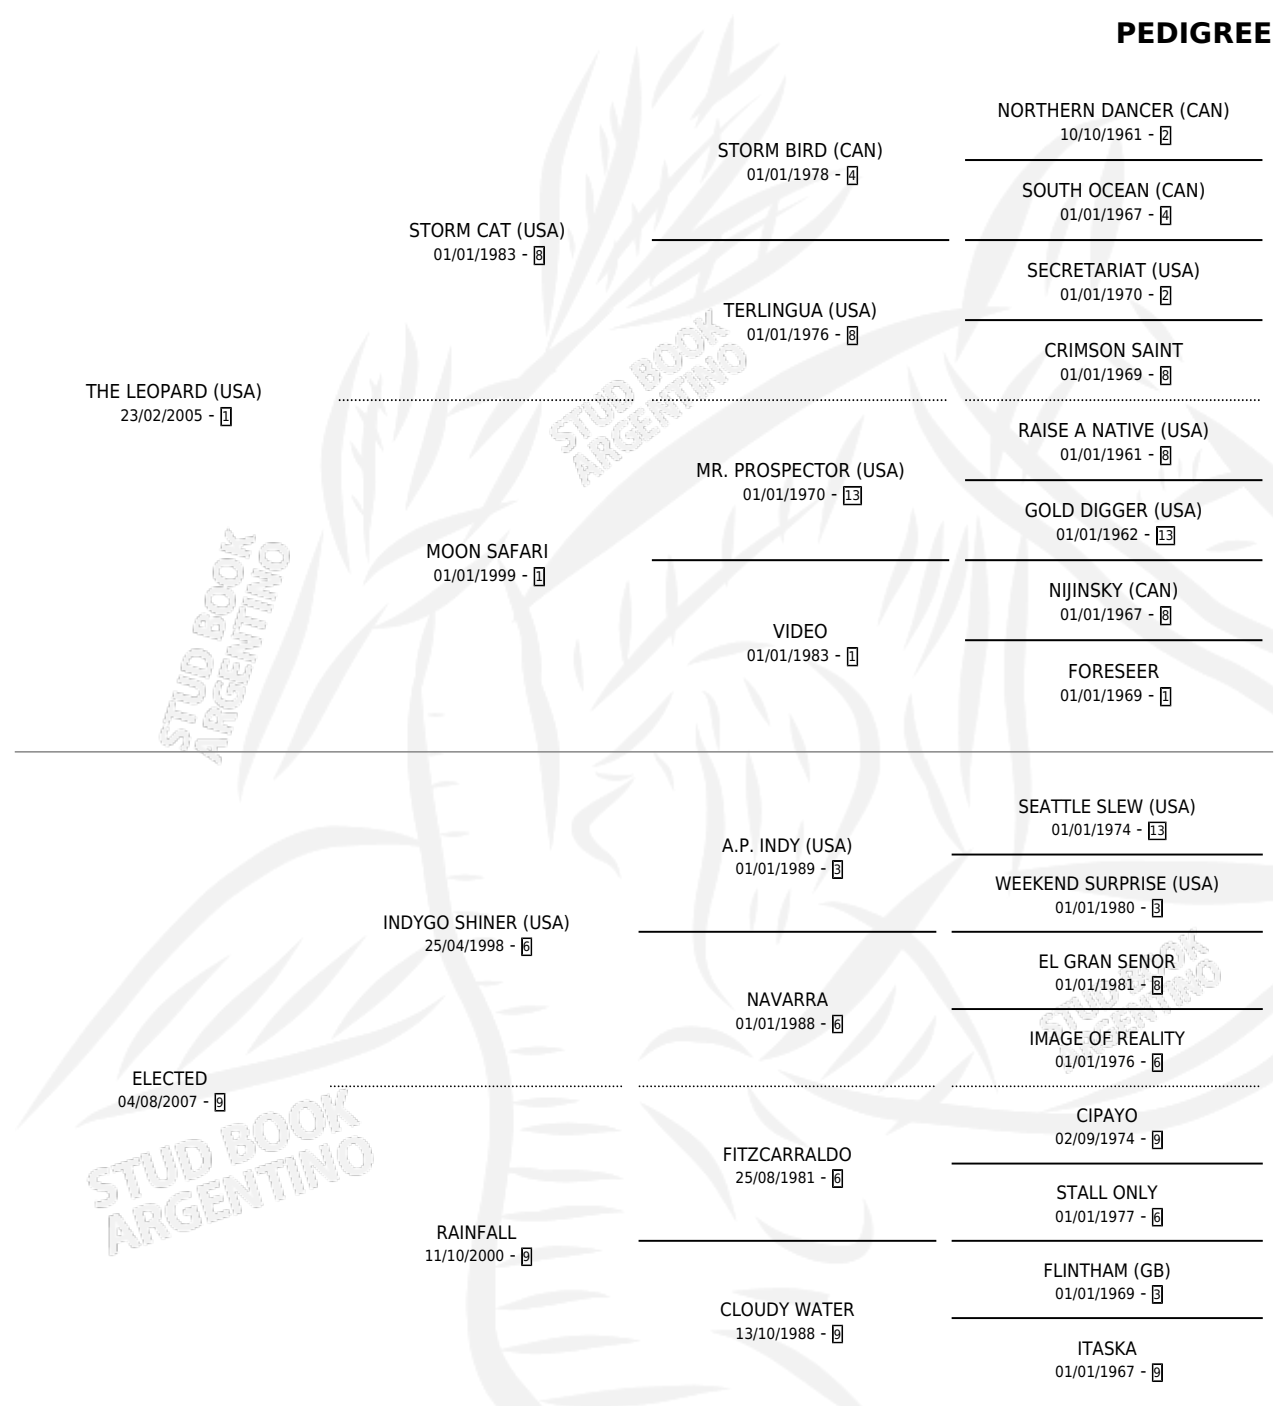 PEDIGREE
NORTHERN DANCER (CAN)
10/10/1961 - 2
STORM BIRD (CAN)
01/01/1978 - 4
SOUTH OCEAN (CAN)
01/01/1967 - 4
STORM CAT (USA)
01/01/1983 - 8
SECRETARIAT (USA)
01/01/1970 - 2
TERLINGUA (USA)
01/01/1976 - 8
CRIMSON SAINT
01/01/1969 - 8
THE LEOPARD (USA)
23/02/2005 - 1
RAISE A NATIVE (USA)
01/01/1961 - 8
MR. PROSPECTOR (USA)
01/01/1970 - 13
GOLD DIGGER (USA)
01/01/1962 - 13
MOON SAFARI
01/01/1999 - 1
NIJINSKY (CAN)
01/01/1967 - 8
VIDEO
01/01/1983 - 1
FORESEER
01/01/1969 - 1
SEATTLE SLEW (USA)
01/01/1974 - 13
A.P. INDY (USA)
01/01/1989 - 3
WEEKEND SURPRISE (USA)
01/01/1980 - 3
INDYGO SHINER (USA)
25/04/1998 - 6
EL GRAN SENOR
01/01/1981 - 8
NAVARRA
01/01/1988 - 6
IMAGE OF REALITY
01/01/1976 - 6
ELECTED
04/08/2007 - 9
CIPAYO
02/09/1974 - 9
FITZCARRALDO
25/08/1981 - 6
STALL ONLY
01/01/1977 - 6
RAINFALL
11/10/2000 - 9
FLINTHAM (GB)
01/01/1969 - 3
CLOUDY WATER
13/10/1988 - 9
ITASKA
01/01/1967 - 9
STUD BOOK
ARGENTINO
STUD BOOK
ARGENTINO
STUD BOOK
ARGENTINO
STUD BOOK
ARGENTINO